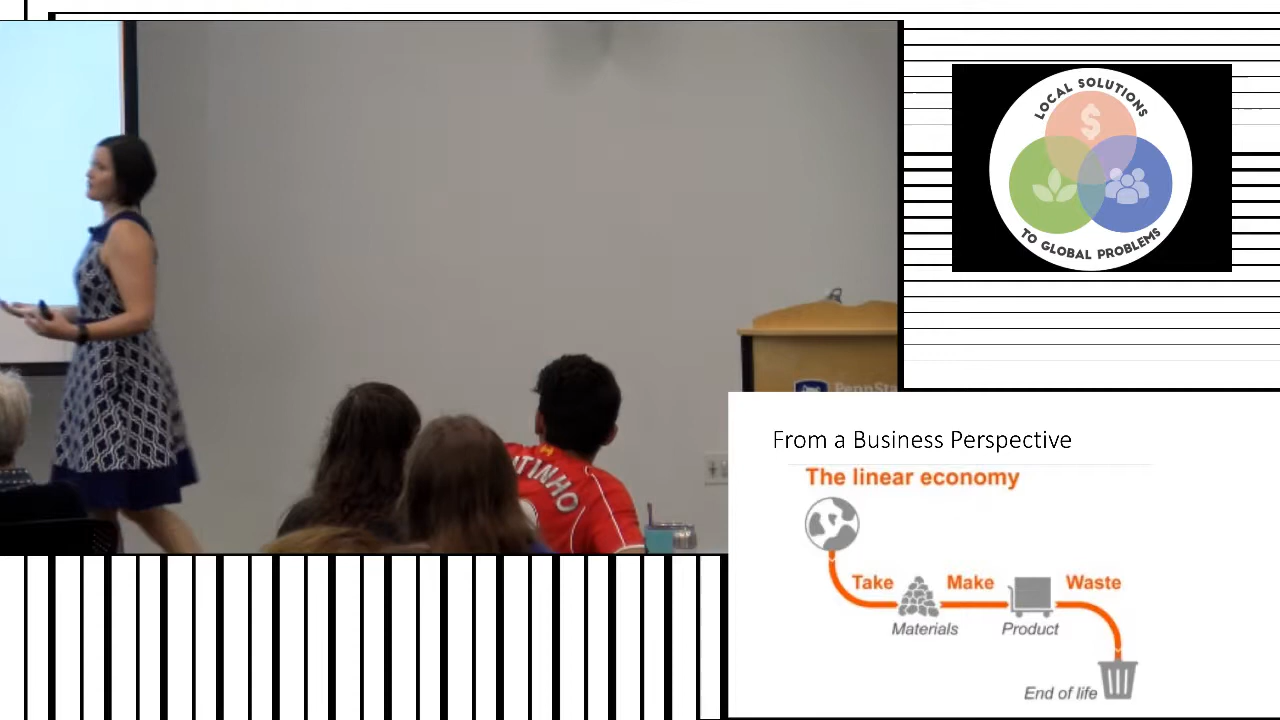 LOCAL SOLUTIONS
$
TO GLOBAL PROBLEMS
From a Business Perspective
The linear economy
Take
Make
Waste
Materials
Product
End of life